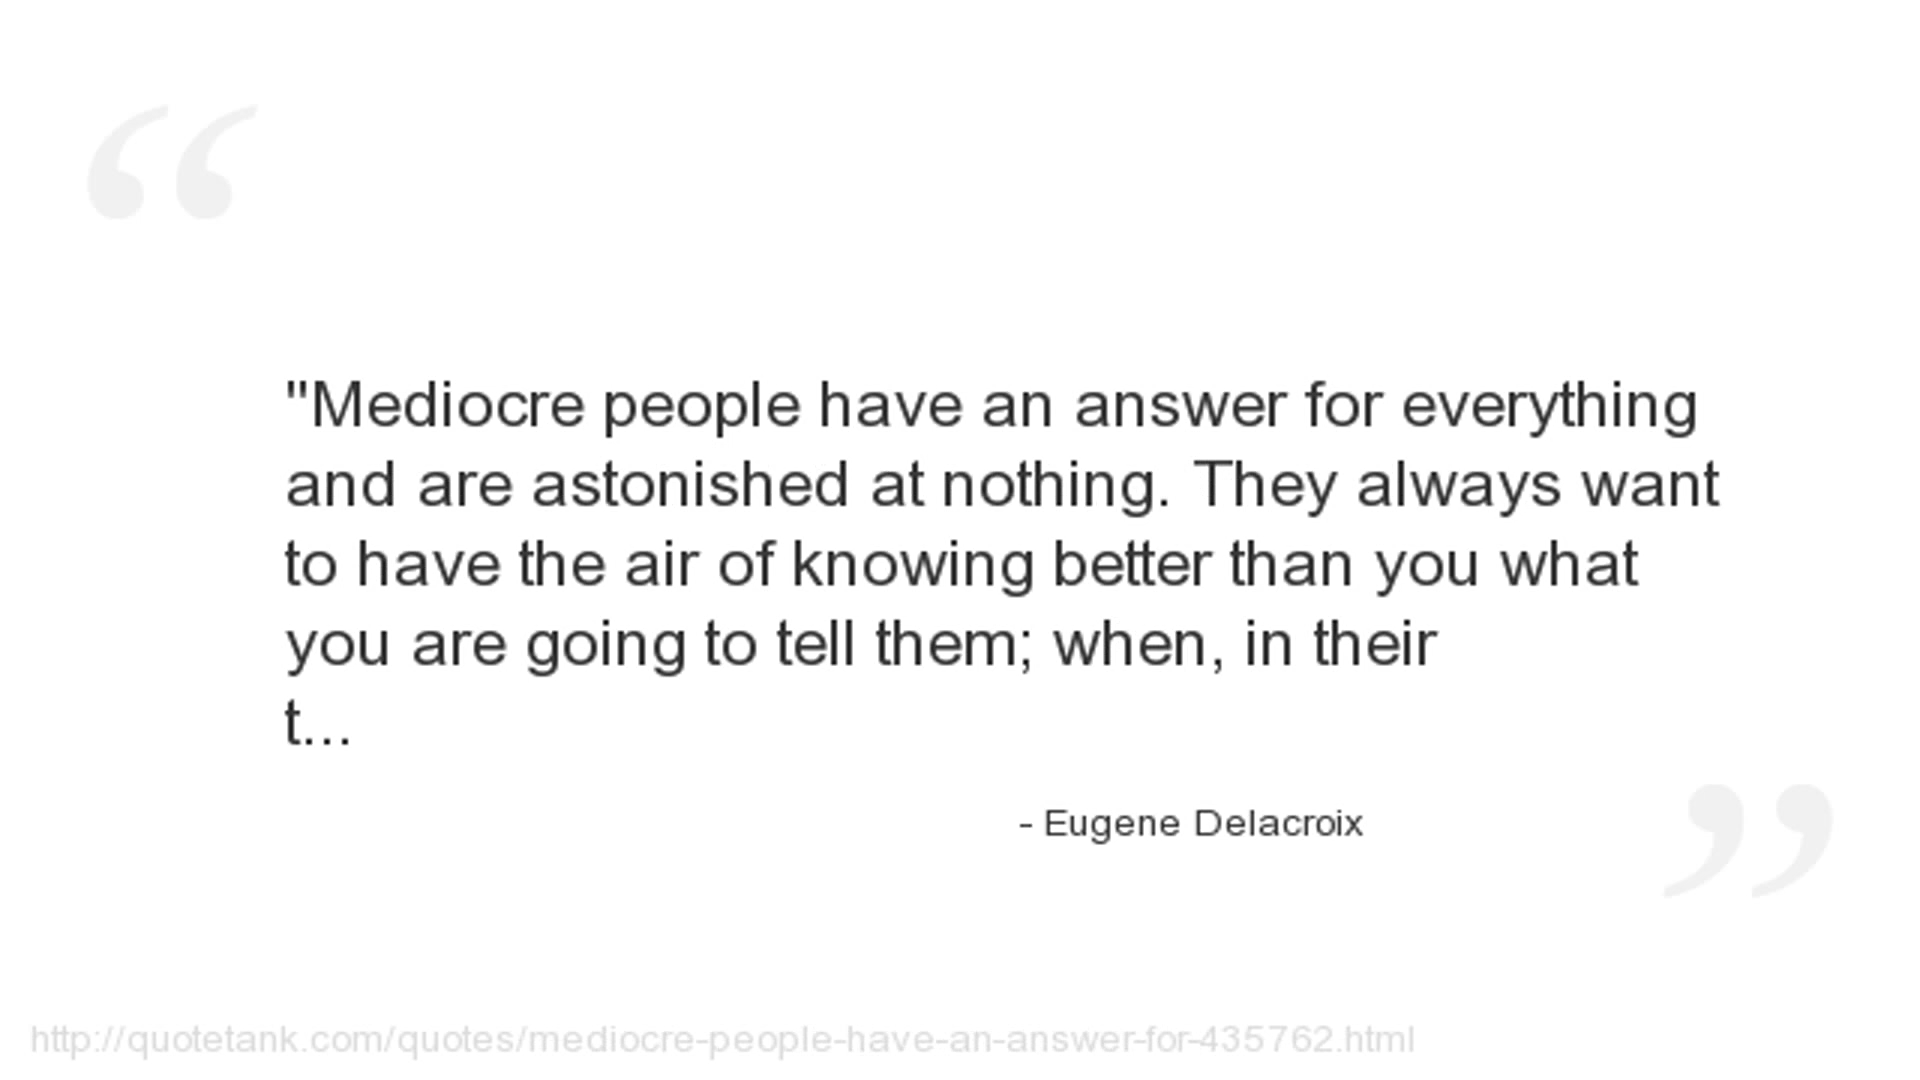 "Mediocre people have an answer for everything
and are astonished at nothing. They always want
to have the air of knowing better than you what
you are going to tell them; when, in their
t...
- Eugene Delacroix
http://quotetank.com/quotes/mediocre-people-have-an-answer-for-435762.html